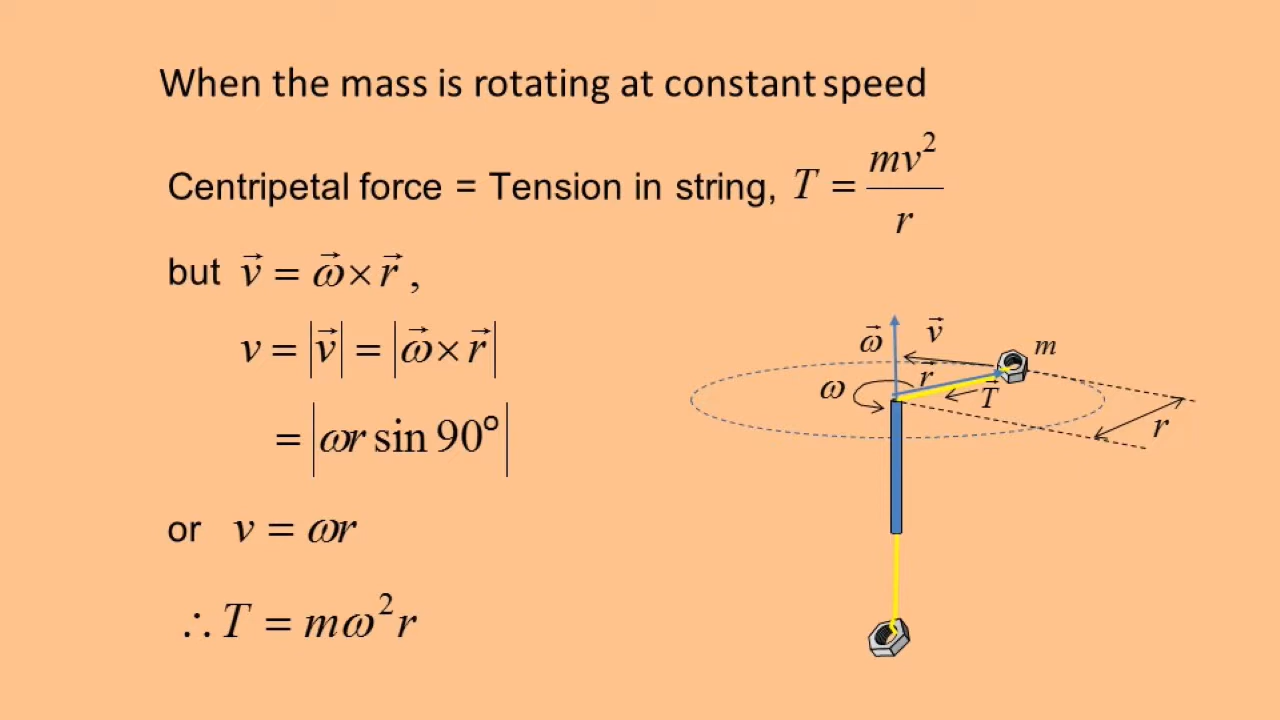 When the mass is rotating at constant speed
Centripetal force = Tension in string, T = mv²/r
but v⃗ = ω⃗ × r⃗ ,
v = |v⃗| = |ω⃗ × r⃗|
= |ωr sin 90°|
or v = ωr
∴ T = mω²r
ω⃗
v⃗
m
r⃗
T⃗
ω
r